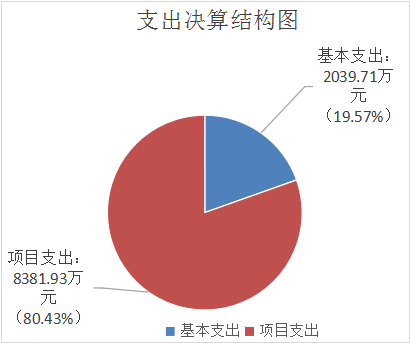 支出决算结构图
基本支出：
2039.71万
元
（19.57%）
项目支出：
8381.93万
元
（80.43%）
基本支出 项目支出